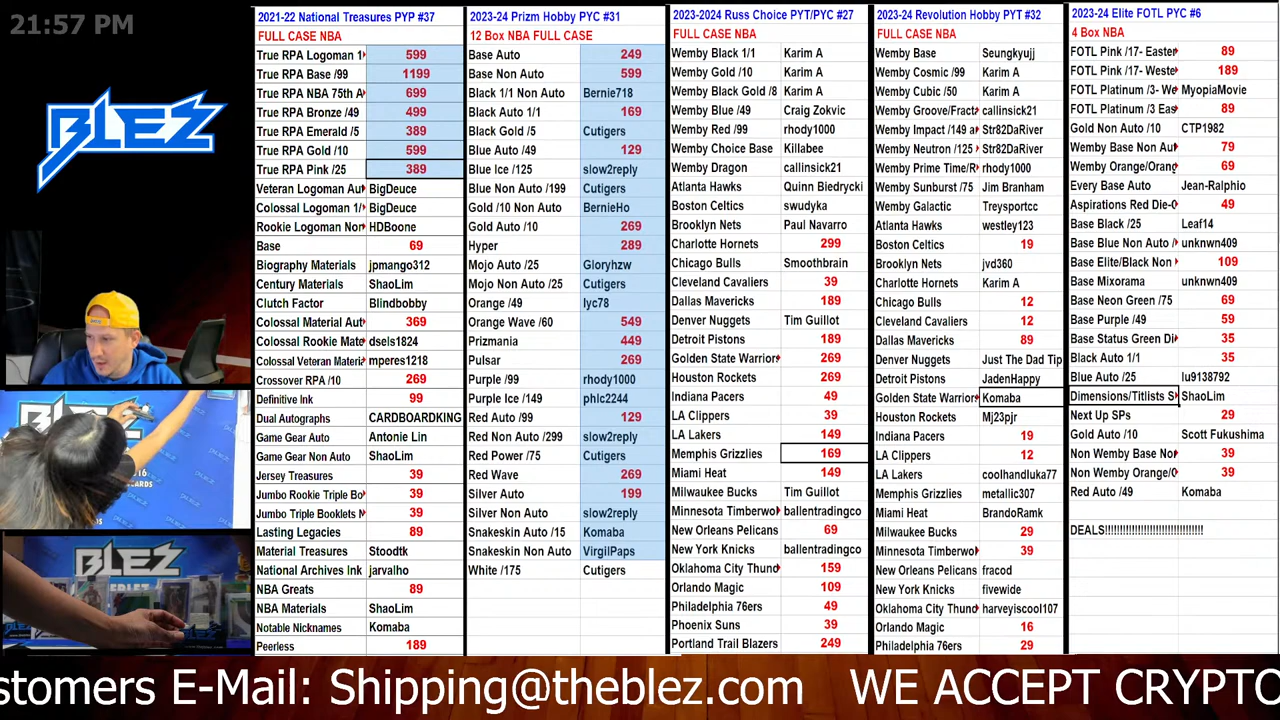 21:57 PM
BLEZ
2021-22 National Treasures PYP #37
FULL CASE NBA
True RPA Logoman 1 599
True RPA Base /99 1199
True RPA NBA 75th A 699
True RPA Bronze /49 499
True RPA Emerald /5 389
True RPA Gold /10 599
True RPA Pink /25 389
Veteran Logoman Au BigDeuce
Colossal Logoman 1/ BigDeuce
Rookie Logoman Non HDBoone
Base 69
Biography Materials jpmango312
Century Materials ShaoLim
Clutch Factor Blindbobby
Colossal Material Aut 369
Colossal Rookie Mate dsels1824
Colossal Veteran Materi mperes1218
Crossover RPA /10 269
Definitive Ink 99
Dual Autographs CARDBOARDKING
Game Gear Auto Antonie Lin
Game Gear Non Auto ShaoLim
Jersey Treasures 39
Jumbo Rookie Triple Bo 39
Jumbo Triple Booklets N 39
Lasting Legacies 89
Material Treasures Stoodtk
National Archives Ink jarvalho
NBA Greats 89
NBA Materials ShaoLim
Notable Nicknames Komaba
Peerless 189
2023-24 Prizm Hobby PYC #31
12 Box NBA FULL CASE
Base Auto 249
Base Non Auto 599
Black 1/1 Non Auto Bernie718
Black Auto 1/1 169
Black Gold /5 Cutigers
Blue Auto /49 129
Blue Ice /125 slow2reply
Blue Non Auto /199 Cutigers
Gold /10 Non Auto BernieHo
Gold Auto /10 269
Hyper 289
Mojo Auto /25 Gloryhzw
Mojo Non Auto /25 Cutigers
Orange /49 lyc78
Orange Wave /60 549
Prizmania 449
Pulsar 269
Purple /99 rhody1000
Purple Ice /149 phlc2244
Red Auto /99 129
Red Non Auto /299 slow2reply
Red Power /75 Cutigers
Red Wave 269
Silver Auto 199
Silver Non Auto slow2reply
Snakeskin Auto /15 Komaba
Snakeskin Non Auto VirgilPaps
White /175 Cutigers
2023-2024 Russ Choice PYT/PYC #27
FULL CASE NBA
Wemby Black 1/1 Karim A
Wemby Gold /10 Karim A
Wemby Black Gold /8 Karim A
Wemby Blue /49 Craig Zokvic
Wemby Red /99 rhody1000
Wemby Choice Base Killabee
Wemby Dragon callinsick21
Atlanta Hawks Quinn Biedrycki
Boston Celtics swudyka
Brooklyn Nets Paul Navarro
Charlotte Hornets 299
Chicago Bulls Smoothbrain
Cleveland Cavaliers 39
Dallas Mavericks 189
Denver Nuggets Tim Guillot
Detroit Pistons 189
Golden State Warrior 269
Houston Rockets 269
Indiana Pacers 49
LA Clippers 39
LA Lakers 149
Memphis Grizzlies 169
Miami Heat 149
Milwaukee Bucks Tim Guillot
Minnesota Timberwo ballentradingco
New Orleans Pelicans 69
New York Knicks ballentradingco
Oklahoma City Thund 159
Orlando Magic 109
Philadelphia 76ers 49
Phoenix Suns 39
Portland Trail Blazers 249
2023-24 Revolution Hobby PYT #32
FULL CASE NBA
Wemby Base Seungkyujj
Wemby Cosmic /99 Karim A
Wemby Cubic /50 Karim A
Wemby Groove/Fract callinsick21
Wemby Impact /149 a Str82DaRiver
Wemby Neutron /125 Str82DaRiver
Wemby Prime Time/R rhody1000
Wemby Sunburst /75 Jim Branham
Wemby Galactic Treysportcc
Atlanta Hawks westley123
Boston Celtics 19
Brooklyn Nets jvd360
Charlotte Hornets Karim A
Chicago Bulls 12
Cleveland Cavaliers 12
Dallas Mavericks 89
Denver Nuggets Just The Dad Tip
Detroit Pistons JadenHappy
Golden State Warrior Komaba
Houston Rockets Mj23pjr
Indiana Pacers 19
LA Clippers 12
LA Lakers coolhandluka77
Memphis Grizzlies metallic307
Miami Heat BrandoRamk
Milwaukee Bucks 29
Minnesota Timberwo 39
New Orleans Pelicans fracod
New York Knicks fivewide
Oklahoma City Thund harveyiscool107
Orlando Magic 16
Philadelphia 76ers 29
2023-24 Elite FOTL PYC #6
4 Box NBA
FOTL Pink /17- Easter 89
FOTL Pink /17- Weste 189
FOTL Platinum /3- We MyopiaMovie
FOTL Platinum /3 Eas 89
Gold Non Auto /10 CTP1982
Wemby Base Non Au 79
Wemby Orange/Orang 69
Every Base Auto Jean-Ralphio
Aspirations Red Die-C 49
Base Black /25 Leaf14
Base Blue Non Auto / unknwn409
Base Elite/Black Non 109
Base Mixorama unknwn409
Base Neon Green /75 69
Base Purple /49 59
Base Status Green Di 35
Black Auto 1/1 35
Blue Auto /25 lu9138792
Dimensions/Titlists S ShaoLim
Next Up SPs 29
Gold Auto /10 Scott Fukushima
Non Wemby Base Non 39
Non Wemby Orange/O 39
Red Auto /49 Komaba
DEALS!!!!!!!!!!!!!!!!!!!!!!!!!!!!!!!!!!
stomers E-Mail: Shipping@theblez.com WE ACCEPT CRYPTO